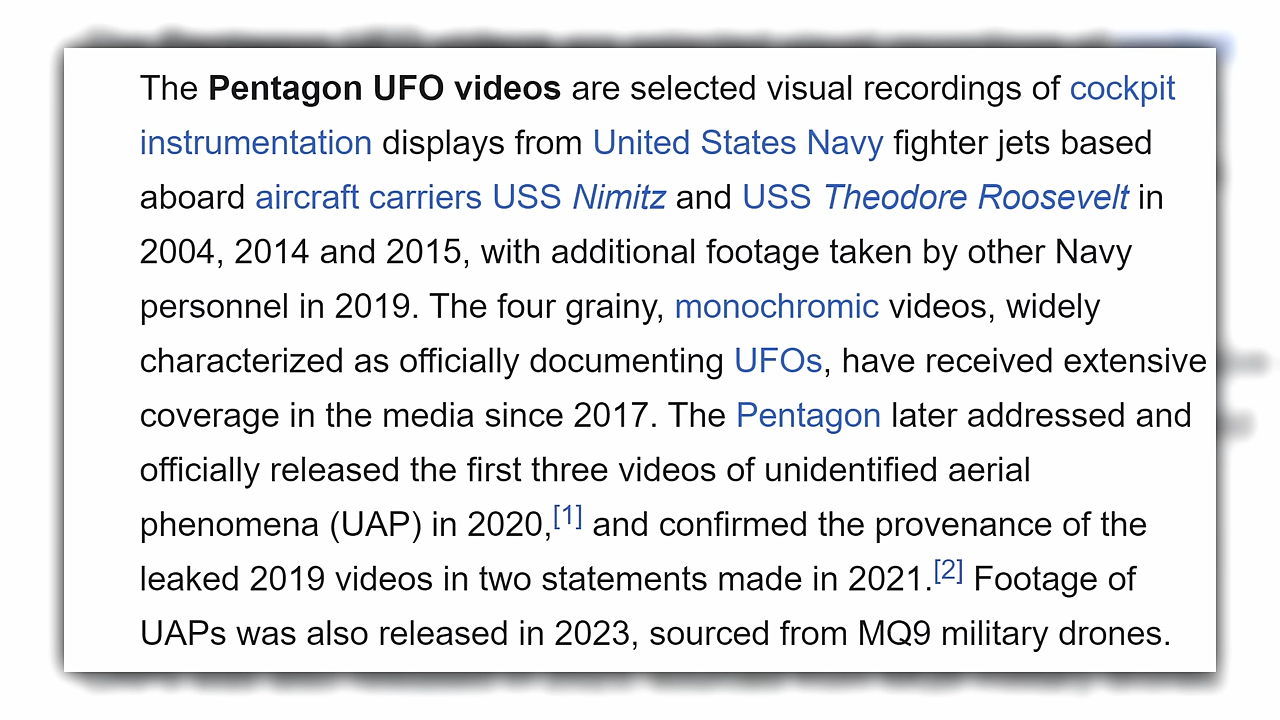 The Pentagon UFO videos are selected visual recordings of cockpit
instrumentation displays from United States Navy fighter jets based
aboard aircraft carriers USS Nimitz and USS Theodore Roosevelt in
2004, 2014 and 2015, with additional footage taken by other Navy
personnel in 2019. The four grainy, monochromic videos, widely
characterized as officially documenting UFOs, have received extensive
coverage in the media since 2017. The Pentagon later addressed and
officially released the first three videos of unidentified aerial
phenomena (UAP) in 2020,[1] and confirmed the provenance of the
leaked 2019 videos in two statements made in 2021.[2] Footage of
UAPs was also released in 2023, sourced from MQ9 military drones.